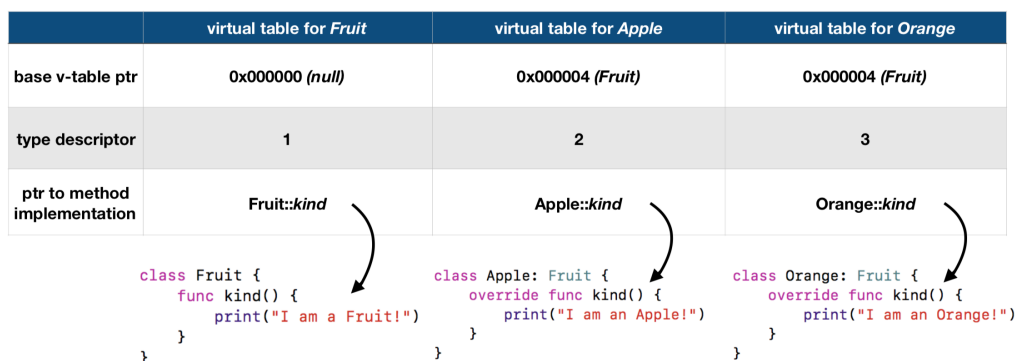 virtual table for Fruit virtual table for Apple virtual table for Orange
base v-table ptr 0x000000 (null) 0x000004 (Fruit) 0x000004 (Fruit)
type descriptor 1 2 3
ptr to method
implementation Fruit::kind Apple::kind Orange::kind
class Fruit {
func kind() {
print("I am a Fruit!")
}
}
class Apple: Fruit {
override func kind() {
print("I am an Apple!")
}
}
class Orange: Fruit {
override func kind() {
print("I am an Orange!")
}
}